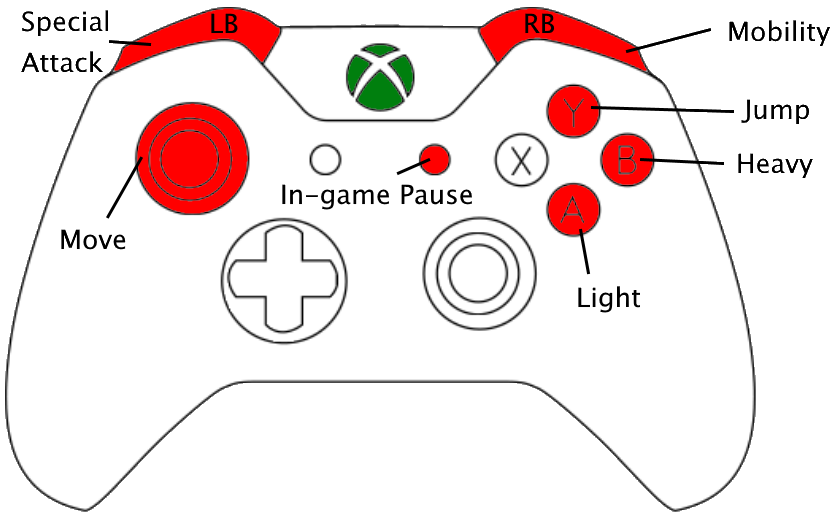 Special
Attack
LB
RB
Mobility
Y
Jump
X
B
Heavy
In-game Pause
A
Move
Light